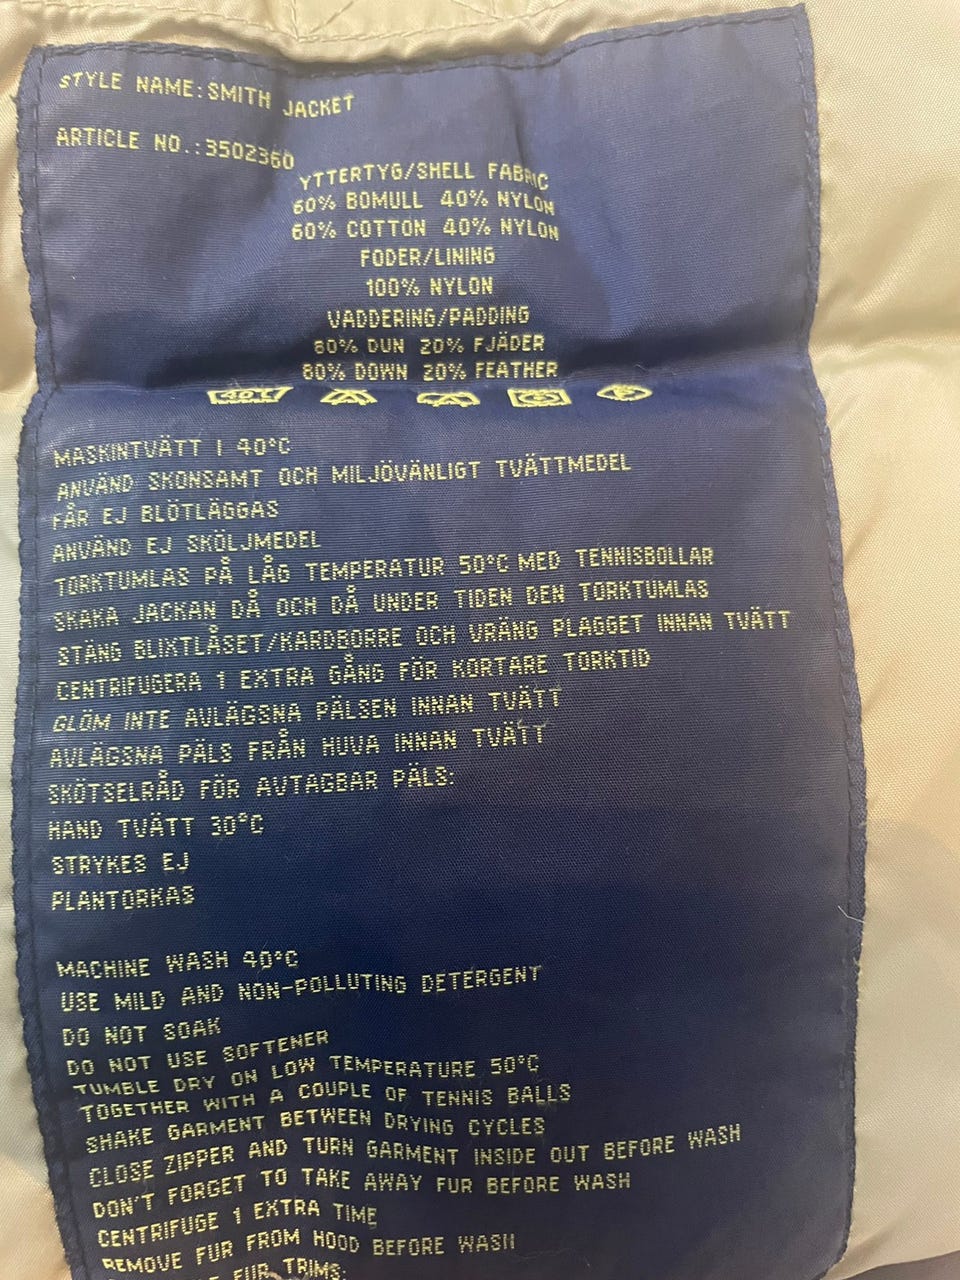 STYLE NAME:SMITH JACKET
ARTICLE NO.:3502360
YTTERTYG/SHELL FABRIC
60% BOMULL 40% NYLON
60% COTTON 40% NYLON
FODER/LINING
100% NYLON
VADDERING/PADDING
80% DUN 20% FJÄDER
80% DOWN 20% FEATHER
40C P
MASKINTVÄTT I 40°C
ANVÄND SKONSAMT OCH MILJÖVÄNLIGT TVÄTTMEDEL
FÅR EJ BLÖTLÄGGAS
ANVÄND EJ SKÖLJMEDEL
TORKTUMLAS PÅ LÅG TEMPERATUR 50°C MED TENNISBOLLAR
SKAKA JACKAN DÅ OCH DÅ UNDER TIDEN DEN TORKTUMLAS
STÄNG BLIXTLÅSET/KARDBORRE OCH VRÄNG PLAGGET INNAN TVÄTT
CENTRIFUGERA 1 EXTRA GÅNG FÖR KORTARE TORKTID
GLÖM INTE AVLÄGSNA PÄLSEN INNAN TVÄTT
AVLÄGSNA PÄLS FRÅN HUVA INNAN TVÄTT
SKÖTSELRÅD FÖR AVTAGBAR PÄLS:
HAND TVÄTT 30°C
STRYKES EJ
PLANTORKAS
MACHINE WASH 40°C
USE MILD AND NON-POLLUTING DETERGENT
DO NOT SOAK
DO NOT USE SOFTENER
TUMBLE DRY ON LOW TEMPERATURE 50°C
TOGETHER WITH A COUPLE OF TENNIS BALLS
SHAKE GARMENT BETWEEN DRYING CYCLES
CLOSE ZIPPER AND TURN GARMENT INSIDE OUT BEFORE WASH
DON'T FORGET TO TAKE AWAY FUR BEFORE WASH
CENTRIFUGE 1 EXTRA TIME
REMOVE FUR FROM HOOD BEFORE WASH
FUR TRIMS: